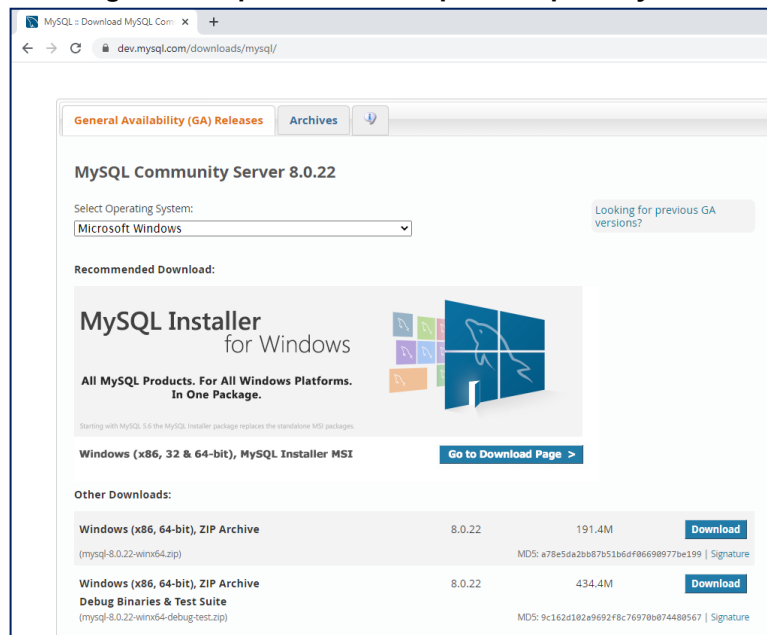 MySQL :: Download MySQL Com
dev.mysql.com/downloads/mysql/
General Availability (GA) Releases Archives
MySQL Community Server 8.0.22
Select Operating System:
Looking for previous GA
versions?
Microsoft Windows
Recommended Download:
MySQL Installer
for Windows
All MySQL Products. For All Windows Platforms.
In One Package.
Starting with MySQL 5.6 the MySQL Installer package replaces the standalone MSI packages.
Windows (x86, 32 & 64-bit), MySQL Installer MSI Go to Download Page >
Other Downloads:
Windows (x86, 64-bit), ZIP Archive 8.0.22 191.4M Download
(mysql-8.0.22-winx64.zip) MD5: a78e5da2bb87b51b6df06690977be199 | Signature
Windows (x86, 64-bit), ZIP Archive 8.0.22 434.4M Download
Debug Binaries & Test Suite
(mysql-8.0.22-winx64-debug-test.zip) MD5: 9c162d102a9692f8c76970b074480567 | Signature